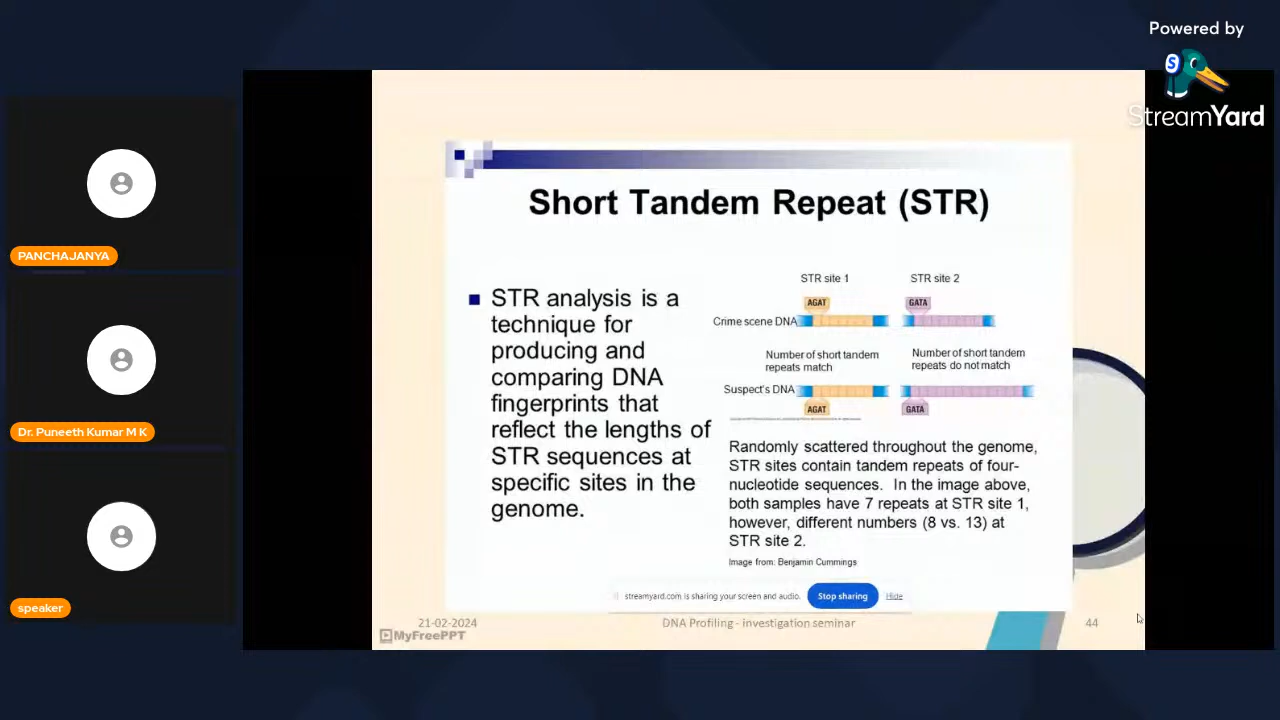 Powered by
StreamYard
PANCHAJANYA
Dr. Puneeth Kumar M K
speaker
Short Tandem Repeat (STR)
STR analysis is a
technique for
producing and
comparing DNA
fingerprints that
reflect the lengths of
STR sequences at
specific sites in the
genome.
STR site 1
STR site 2
AGAT
GATA
Crime scene DNA
Number of short tandem
repeats match
Number of short tandem
repeats do not match
Suspect's DNA
AGAT
GATA
Randomly scattered throughout the genome,
STR sites contain tandem repeats of four-
nucleotide sequences. In the image above,
both samples have 7 repeats at STR site 1,
however, different numbers (8 vs. 13) at
STR site 2.
Image from: Benjamin Cummings
streamyard.com is sharing your screen and audio.
Stop sharing
Hide
21-02-2024
DNA Profiling - investigation seminar
44
MyFreePPT